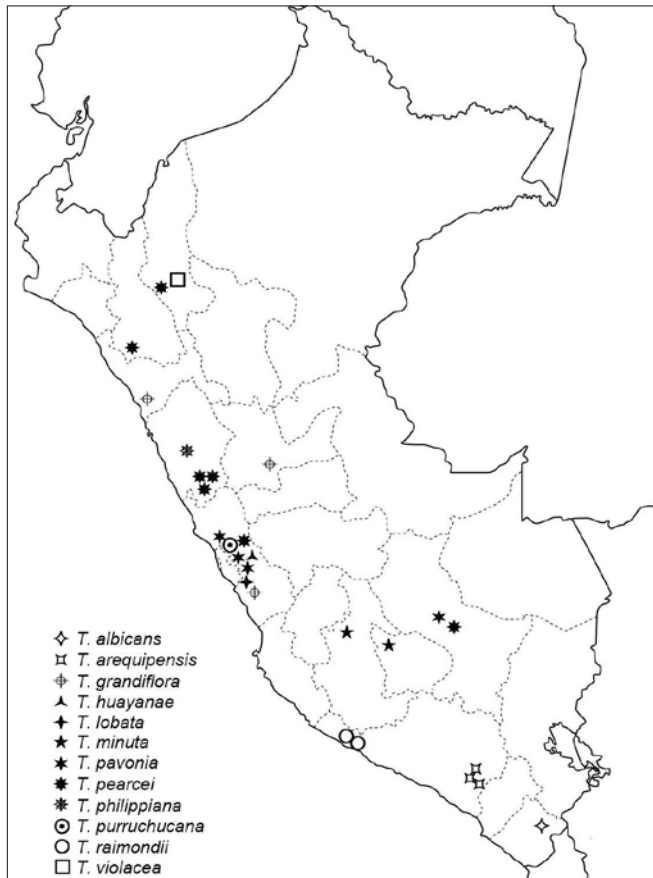 T. albicans
T. arequipensis
T. grandiflora
T. huayanae
T. lobata
T. minuta
T. pavonia
T. pearcei
T. philippiana
T. purruchucana
T. raimondii
T. violacea